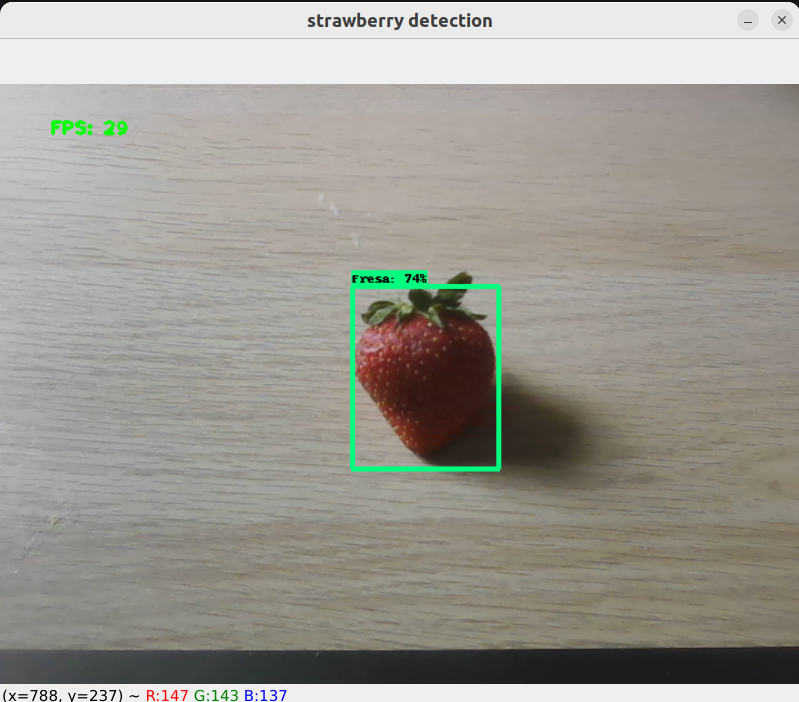 strawberry detection
FPS: 29
Fresa: 74%
(x=788, y=237) ~ R:147 G:143 B:137